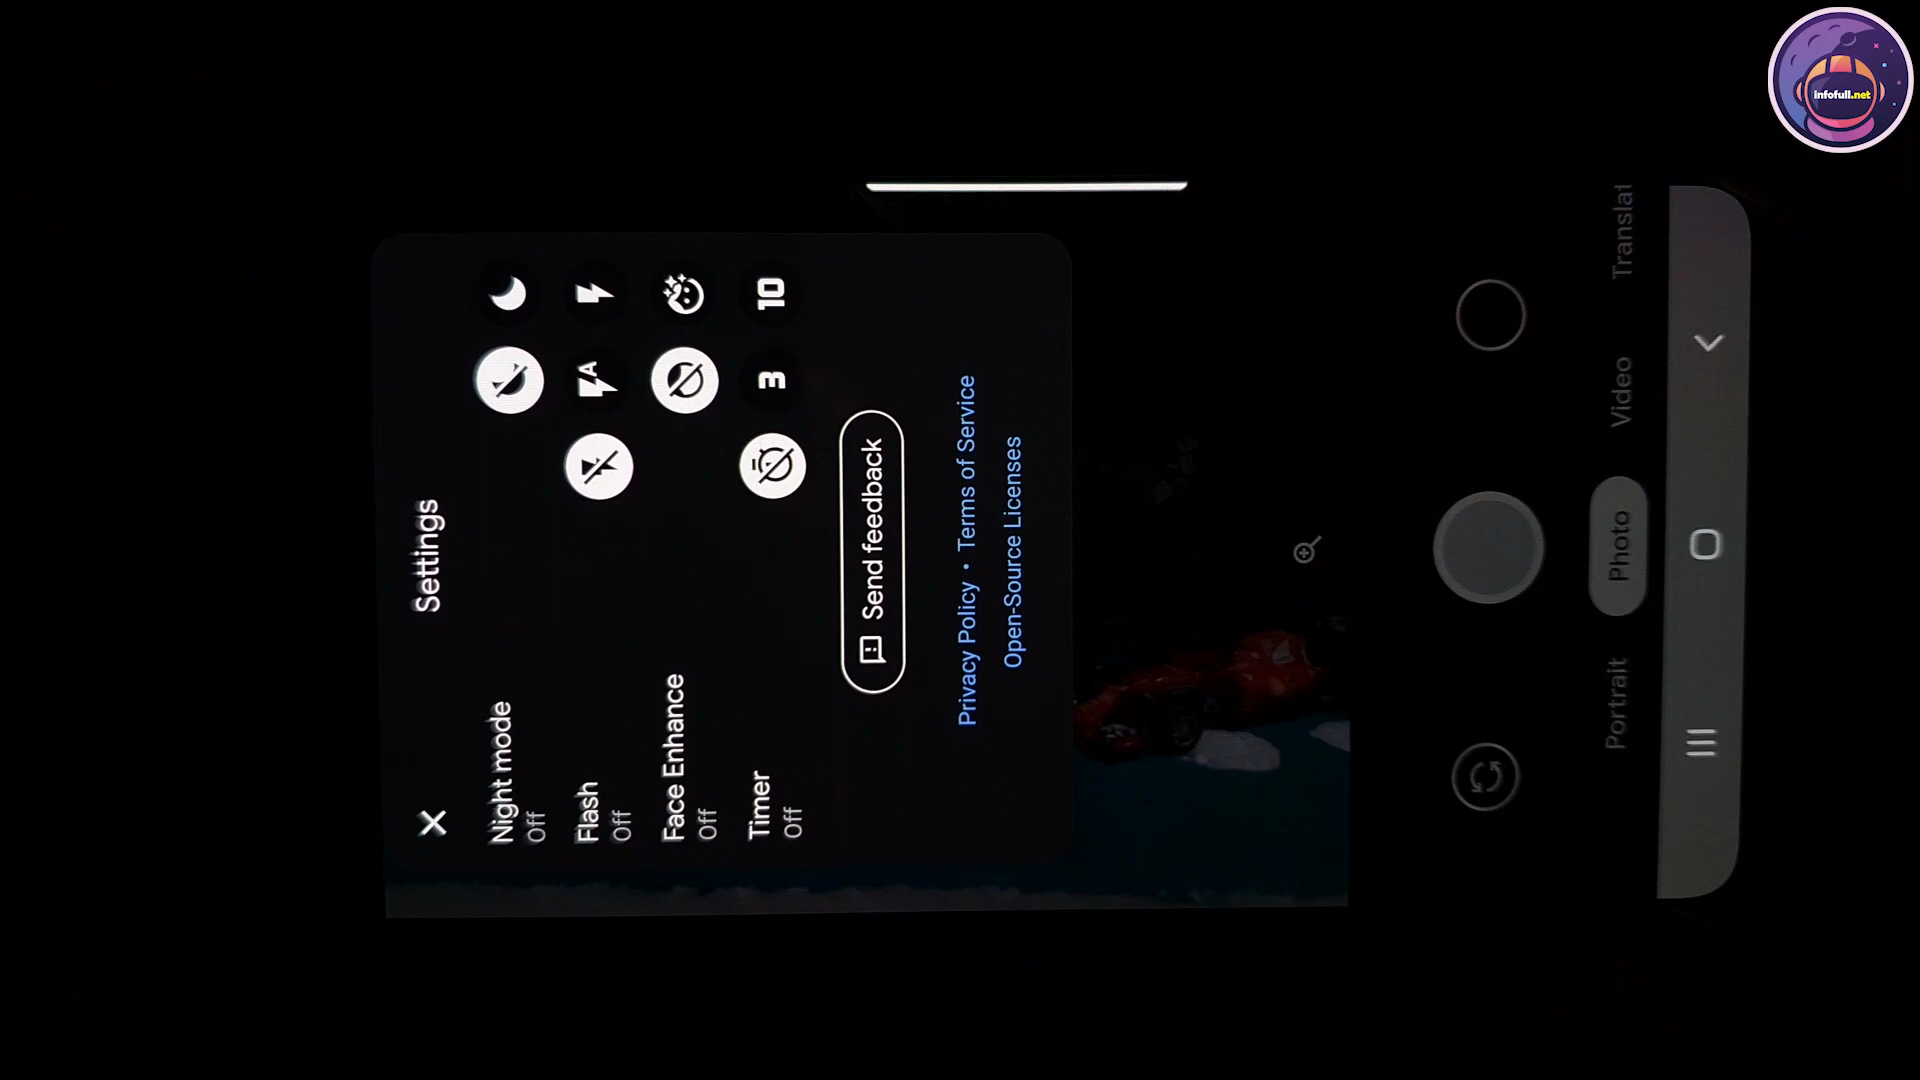 Settings
Night mode
Off
Flash
Off
A
Face Enhance
Off
Timer
Off
3
10
Send feedback
Privacy Policy • Terms of Service
Open-Source Licenses
Portrait
Photo
Video
Translat
infofull.net